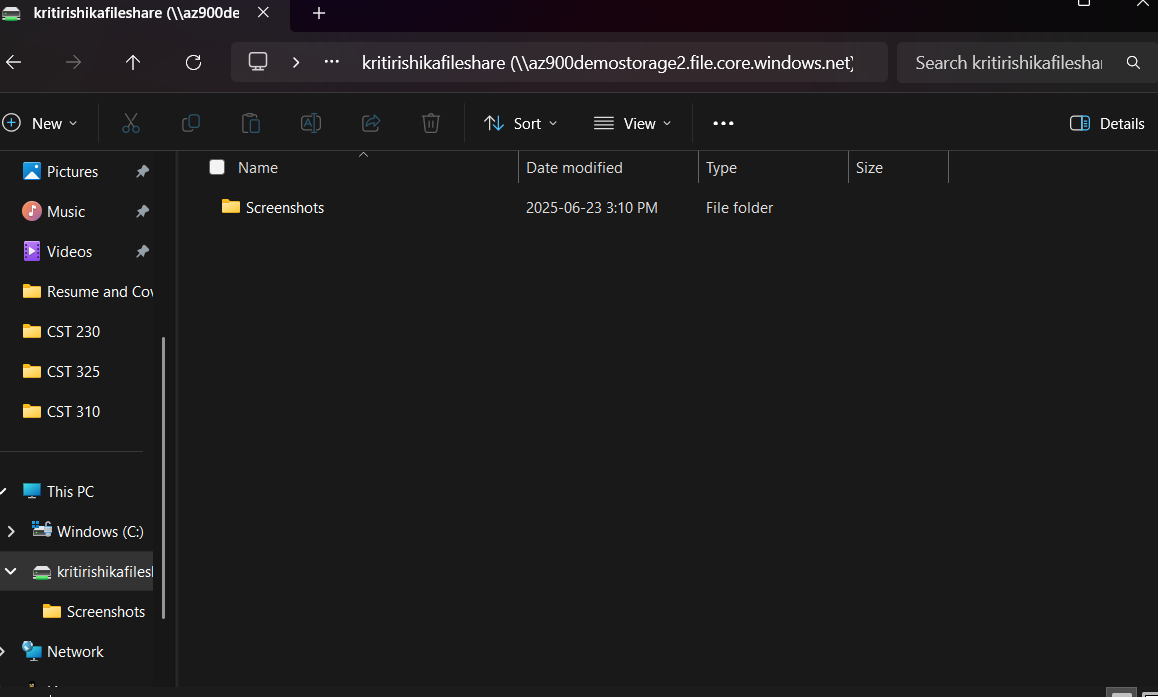 kritirishikafileshare (\\az900de
kritirishikafileshare (\\az900demostorage2.file.core.windows.net)
Search kritirishikafileshar
New
Sort
View
Details
Pictures
Music
Videos
Resume and Cov
CST 230
CST 325
CST 310
This PC
Windows (C:)
kritirishikafilesh
Screenshots
Network
Name
Date modified
Type
Size
Screenshots
2025-06-23 3:10 PM
File folder